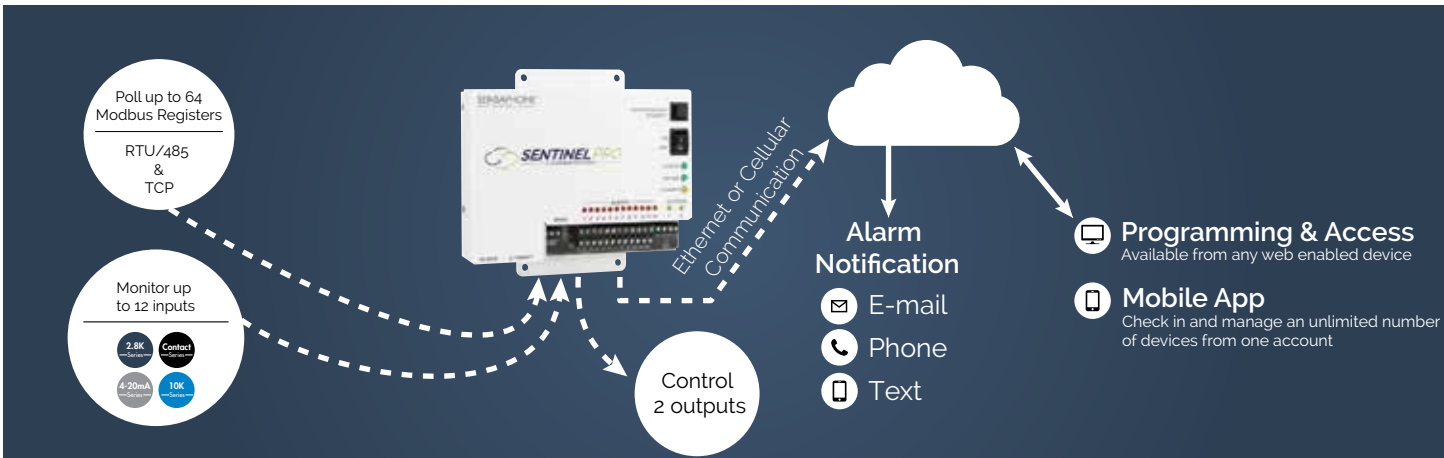 Poll up to 64
Modbus Registers
RTU/485
&
TCP
Monitor up
to 12 inputs
2.8K
Series
Contact
Series
4-20mA
Series
10K
Series
SENSAPHONE
SENTINEL PRO
Control
2 outputs
Ethernet or Cellular
Communication
Alarm
Notification
E-mail
Phone
Text
Programming & Access
Available from any web enabled device
Mobile App
Check in and manage an unlimited number
of devices from one account